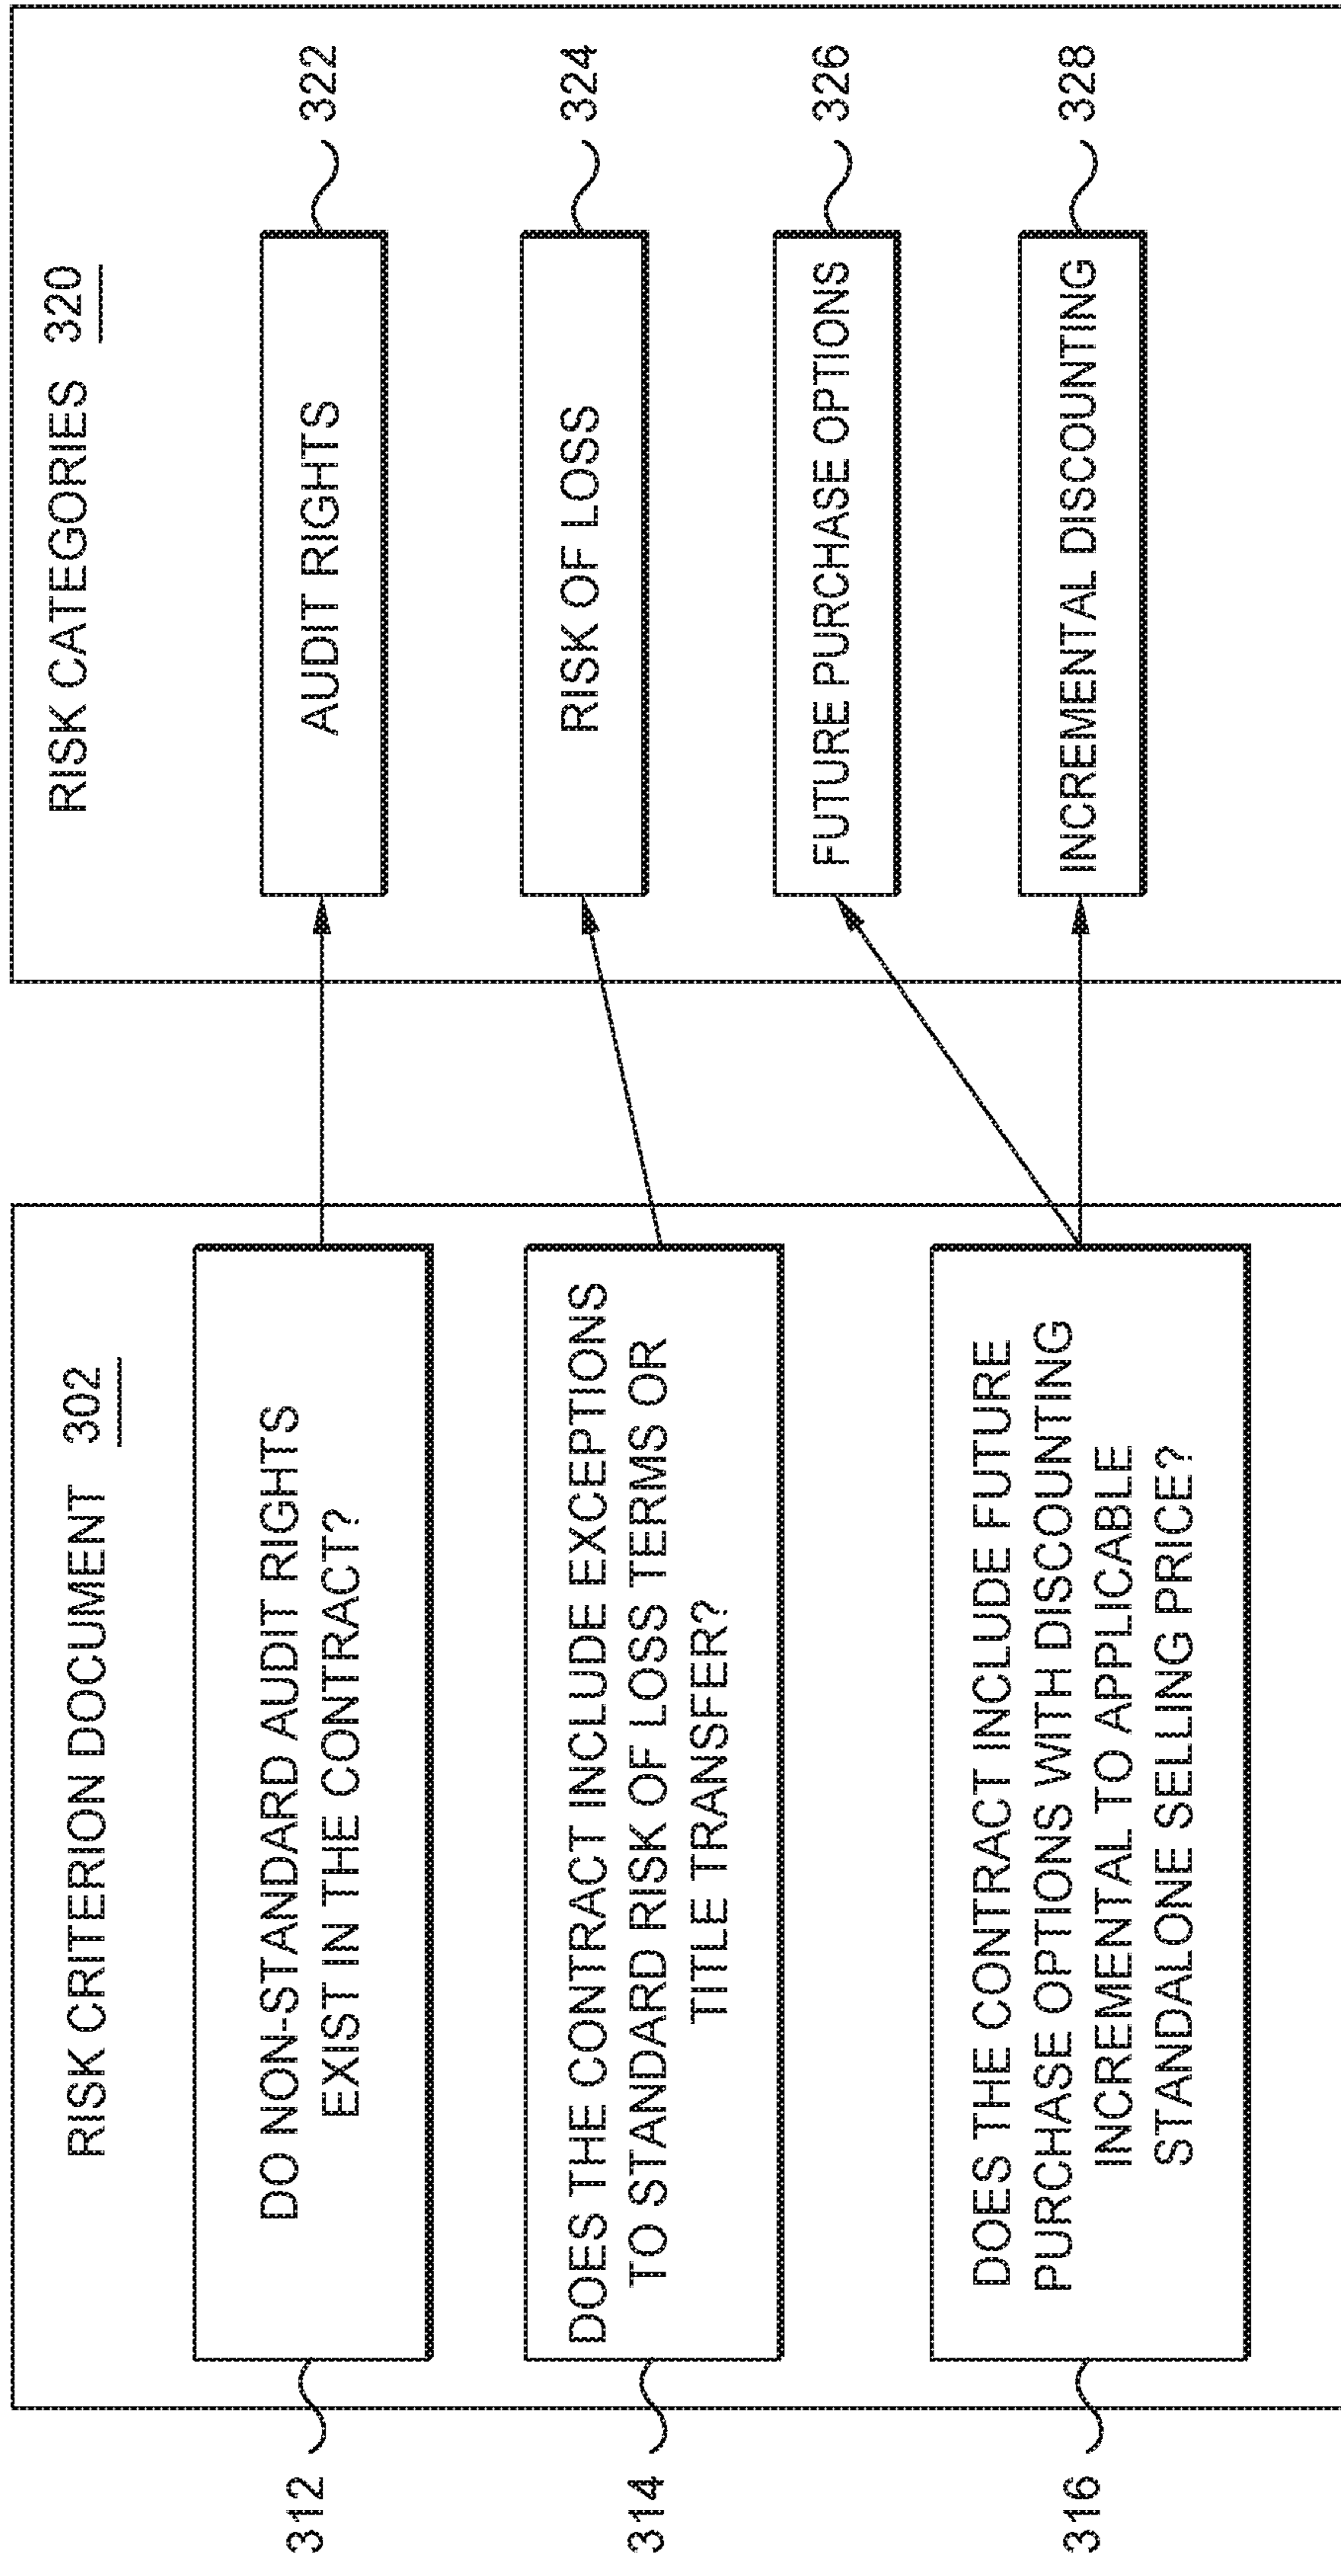 RISK CRITERION DOCUMENT 302
312
DO NON-STANDARD AUDIT RIGHTS
EXIST IN THE CONTRACT?
314
DOES THE CONTRACT INCLUDE EXCEPTIONS
TO STANDARD RISK OF LOSS TERMS OR
TITLE TRANSFER?
316
DOES THE CONTRACT INCLUDE FUTURE
PURCHASE OPTIONS WITH DISCOUNTING
INCREMENTAL TO APPLICABLE
STANDALONE SELLING PRICE?
RISK CATEGORIES 320
AUDIT RIGHTS
322
RISK OF LOSS
324
FUTURE PURCHASE OPTIONS
326
INCREMENTAL DISCOUNTING
328